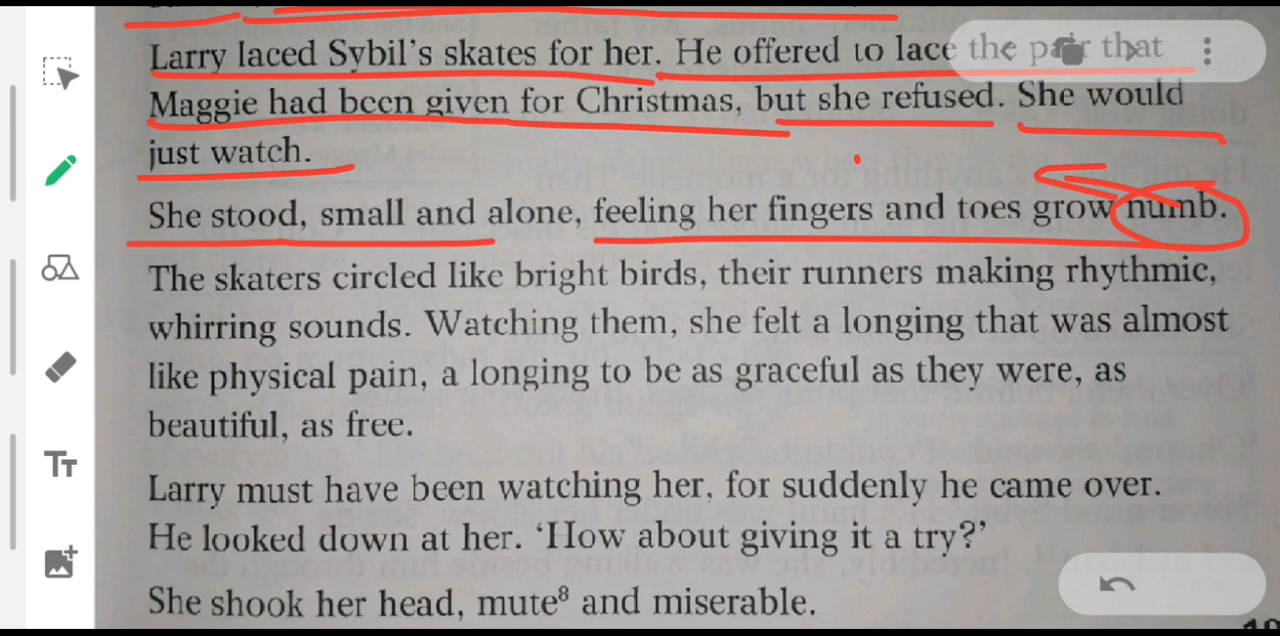 Larry laced Sybil's skates for her. He offered to lace the pair that
Maggie had been given for Christmas, but she refused. She would
just watch.
She stood, small and alone, feeling her fingers and toes grow numb.
The skaters circled like bright birds, their runners making rhythmic,
whirring sounds. Watching them, she felt a longing that was almost
like physical pain, a longing to be as graceful as they were, as
beautiful, as free.
Larry must have been watching her, for suddenly he came over.
He looked down at her. ‘How about giving it a try?’
She shook her head, mute⁸ and miserable.